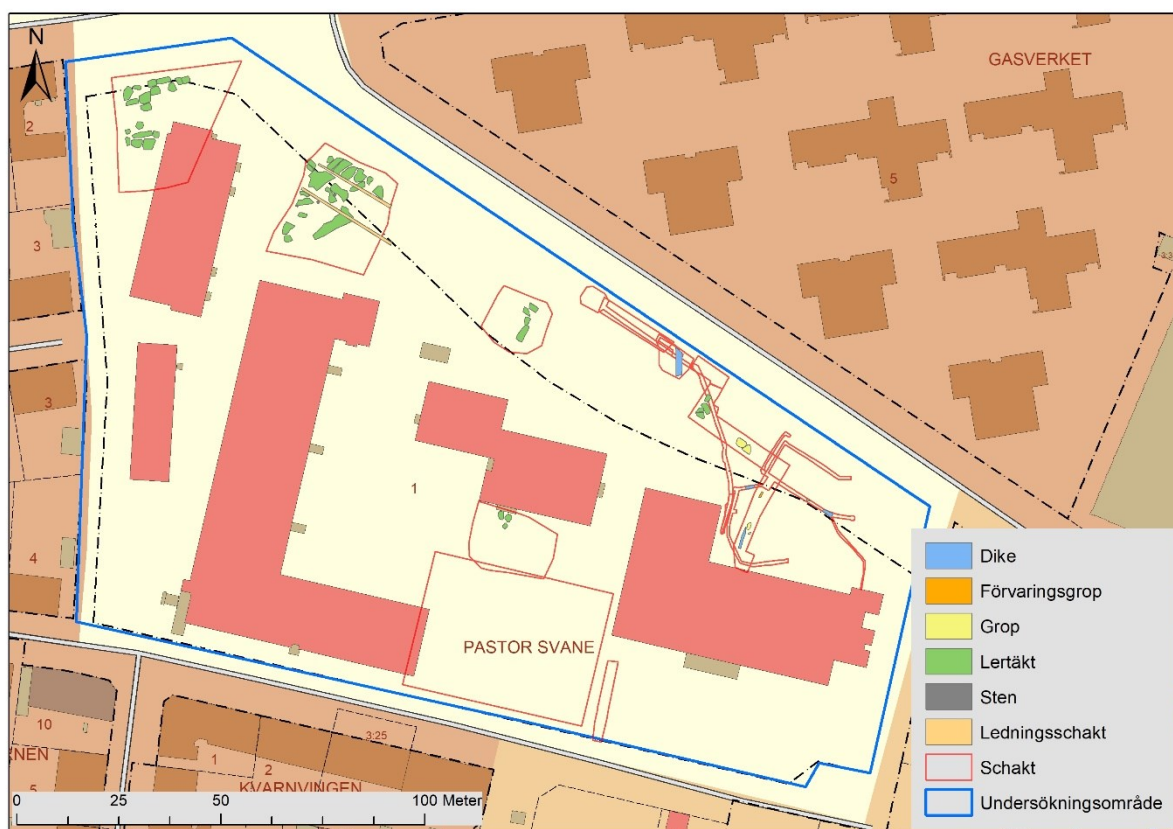 N
GASVERKET
2
5
3
3
1
4
PASTOR SVANE
Dike
Förvaringsgrop
Grop
Lertäkt
Sten
Ledningsschakt
Schakt
Undersökningsområde
10
3:25
NEN
1
2
KVARNVINGEN
5
0 25 50 100 Meter